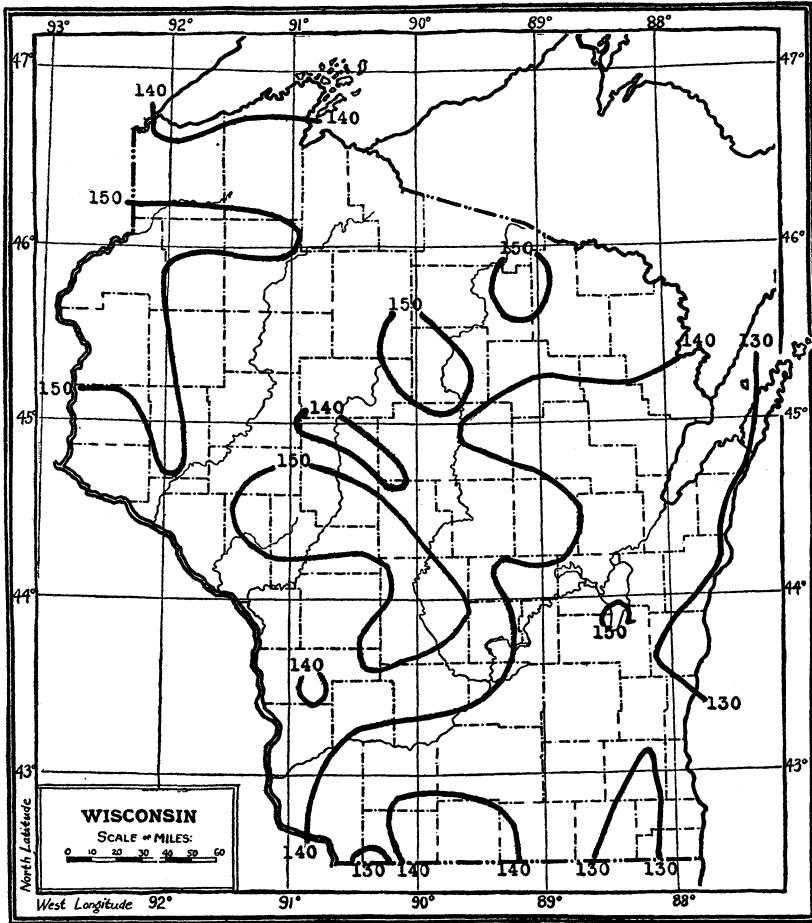 93° 92° 91° 90° 89° 88°
47° 47°
140
140
150
46° 46°
150
150
140 130
150
45° 45°
140
150
44° 44°
150
140
130
43° 43°
WISCONSIN
SCALE OF MILES:
0 10 20 30 40 50 60
140 130 140 140 130 130
North Latitude
West Longitude 92° 91° 90° 89° 88°